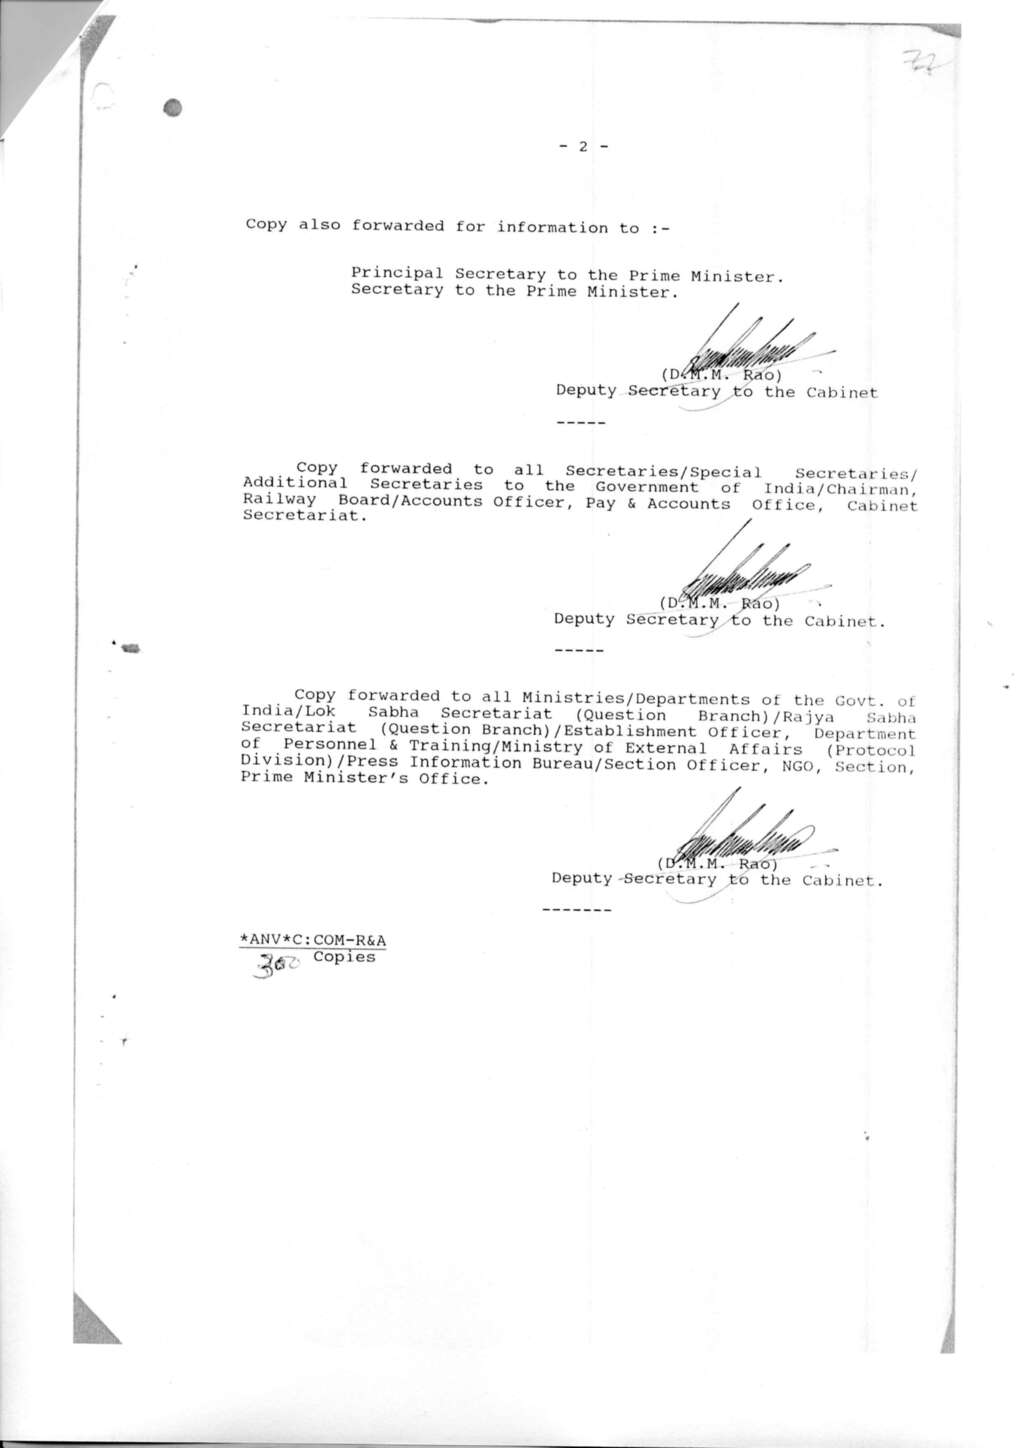 - 2 -
Copy also forwarded for information to :-
Principal Secretary to the Prime Minister.
Secretary to the Prime Minister.
(D.M.M. Rao)
Deputy Secretary to the Cabinet
-----
Copy forwarded to all Secretaries/Special Secretaries/
Additional Secretaries to the Government of India/Chairman,
Railway Board/Accounts Officer, Pay & Accounts Office, Cabinet
Secretariat.
(D.M.M. Rao)
Deputy Secretary to the Cabinet.
-----
Copy forwarded to all Ministries/Departments of the Govt. of
India/Lok Sabha Secretariat (Question Branch)/Rajya Sabha
Secretariat (Question Branch)/Establishment Officer, Department
of Personnel & Training/Ministry of External Affairs (Protocol
Division)/Press Information Bureau/Section Officer, NGO, Section,
Prime Minister's Office.
(D.M.M. Rao)
Deputy Secretary to the Cabinet.
-------
*ANV*C:COM-R&A
300 Copies